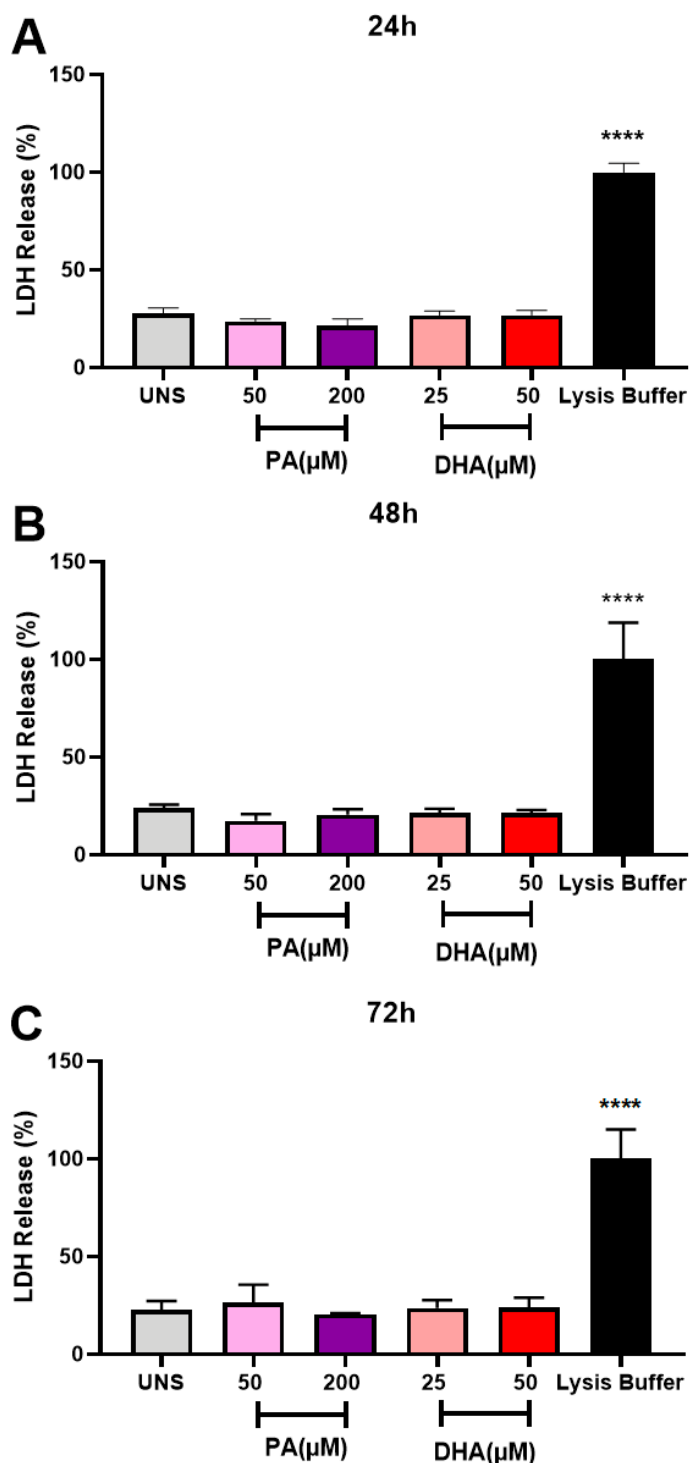 A
24h
LDH Release (%)
150
100
50
0
****
UNS
50
200
25
50
Lysis Buffer
PA(µM)
DHA(µM)
B
48h
LDH Release (%)
150
100
50
0
****
UNS
50
200
25
50
Lysis Buffer
PA(µM)
DHA(µM)
C
72h
LDH Release (%)
150
100
50
0
****
UNS
50
200
25
50
Lysis Buffer
PA(µM)
DHA(µM)